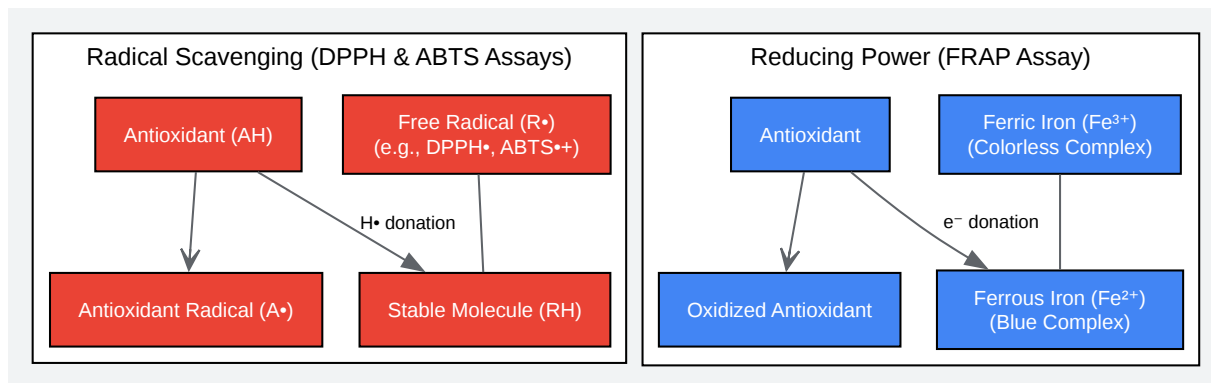 Radical Scavenging (DPPH & ABTS Assays)
Antioxidant (AH)
Free Radical (R•)
(e.g., DPPH•, ABTS•+)
H• donation
Antioxidant Radical (A•)
Stable Molecule (RH)
Reducing Power (FRAP Assay)
Antioxidant
Ferric Iron (Fe³⁺)
(Colorless Complex)
e⁻ donation
Oxidized Antioxidant
Ferrous Iron (Fe²⁺)
(Blue Complex)